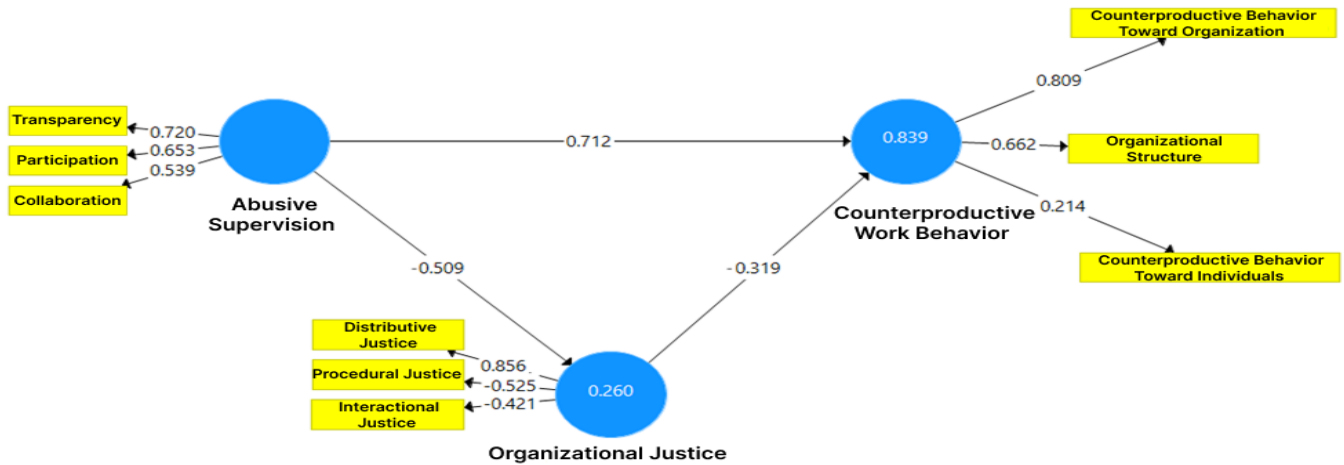 Counterproductive Behavior
Toward Organization
0.809
Transparency
0.720
0.839
Participation
0.653
0.712
0.662
Organizational
Structure
Collaboration
0.539
Abusive
Supervision
Counterproductive
Work Behavior
0.214
-0.509
-0.319
Counterproductive Behavior
Toward Individuals
Distributive
Justice
0.856
Procedural Justice
-0.525
0.260
Interactional
Justice
-0.421
Organizational Justice